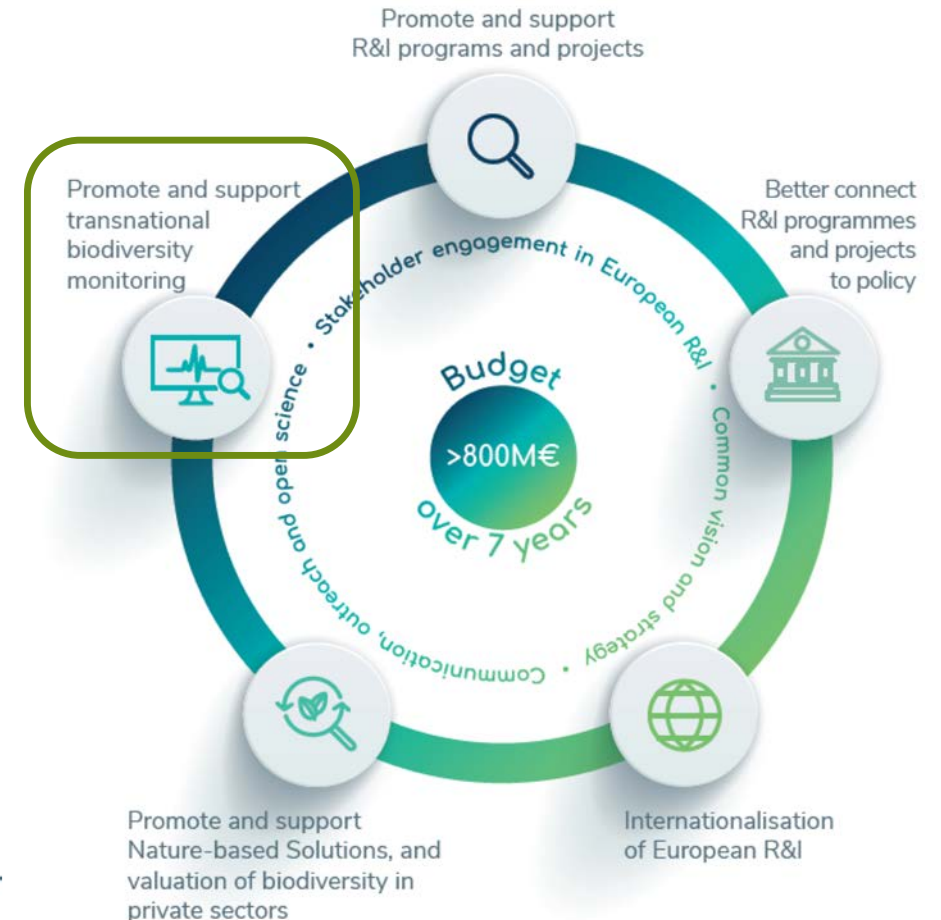 Promote and support
R&I programs and projects
Promote and support
transnational
biodiversity
monitoring
Better connect
R&I programmes
and projects
to policy
• Stakeholder engagement in European R&I • Common vision and strategy • Communication, outreach and open science
Budget
>800M€
over 7 years
Promote and support
Nature-based Solutions, and
valuation of biodiversity in
private sectors
Internationalisation
of European R&I